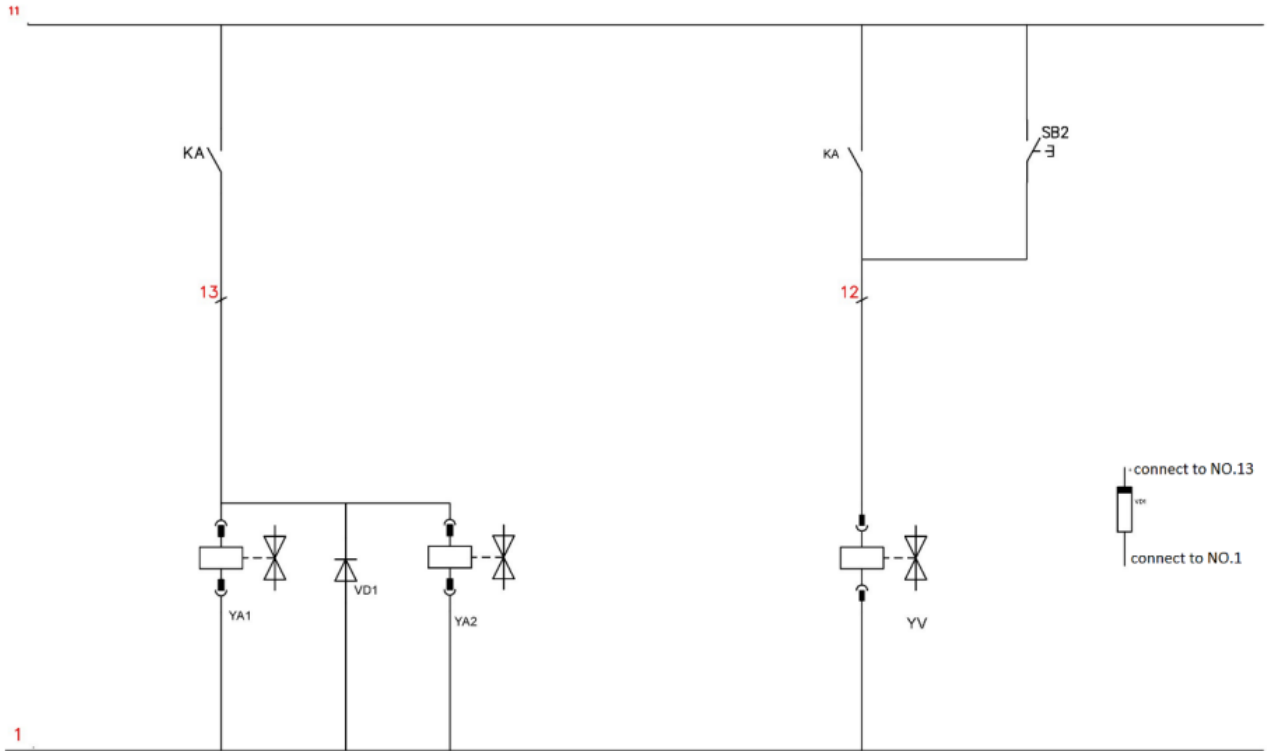 11
KA
KA
SB2
13
12
connect to NO.13
VD1
connect to NO.1
VD1
YA1
YA2
YV
1